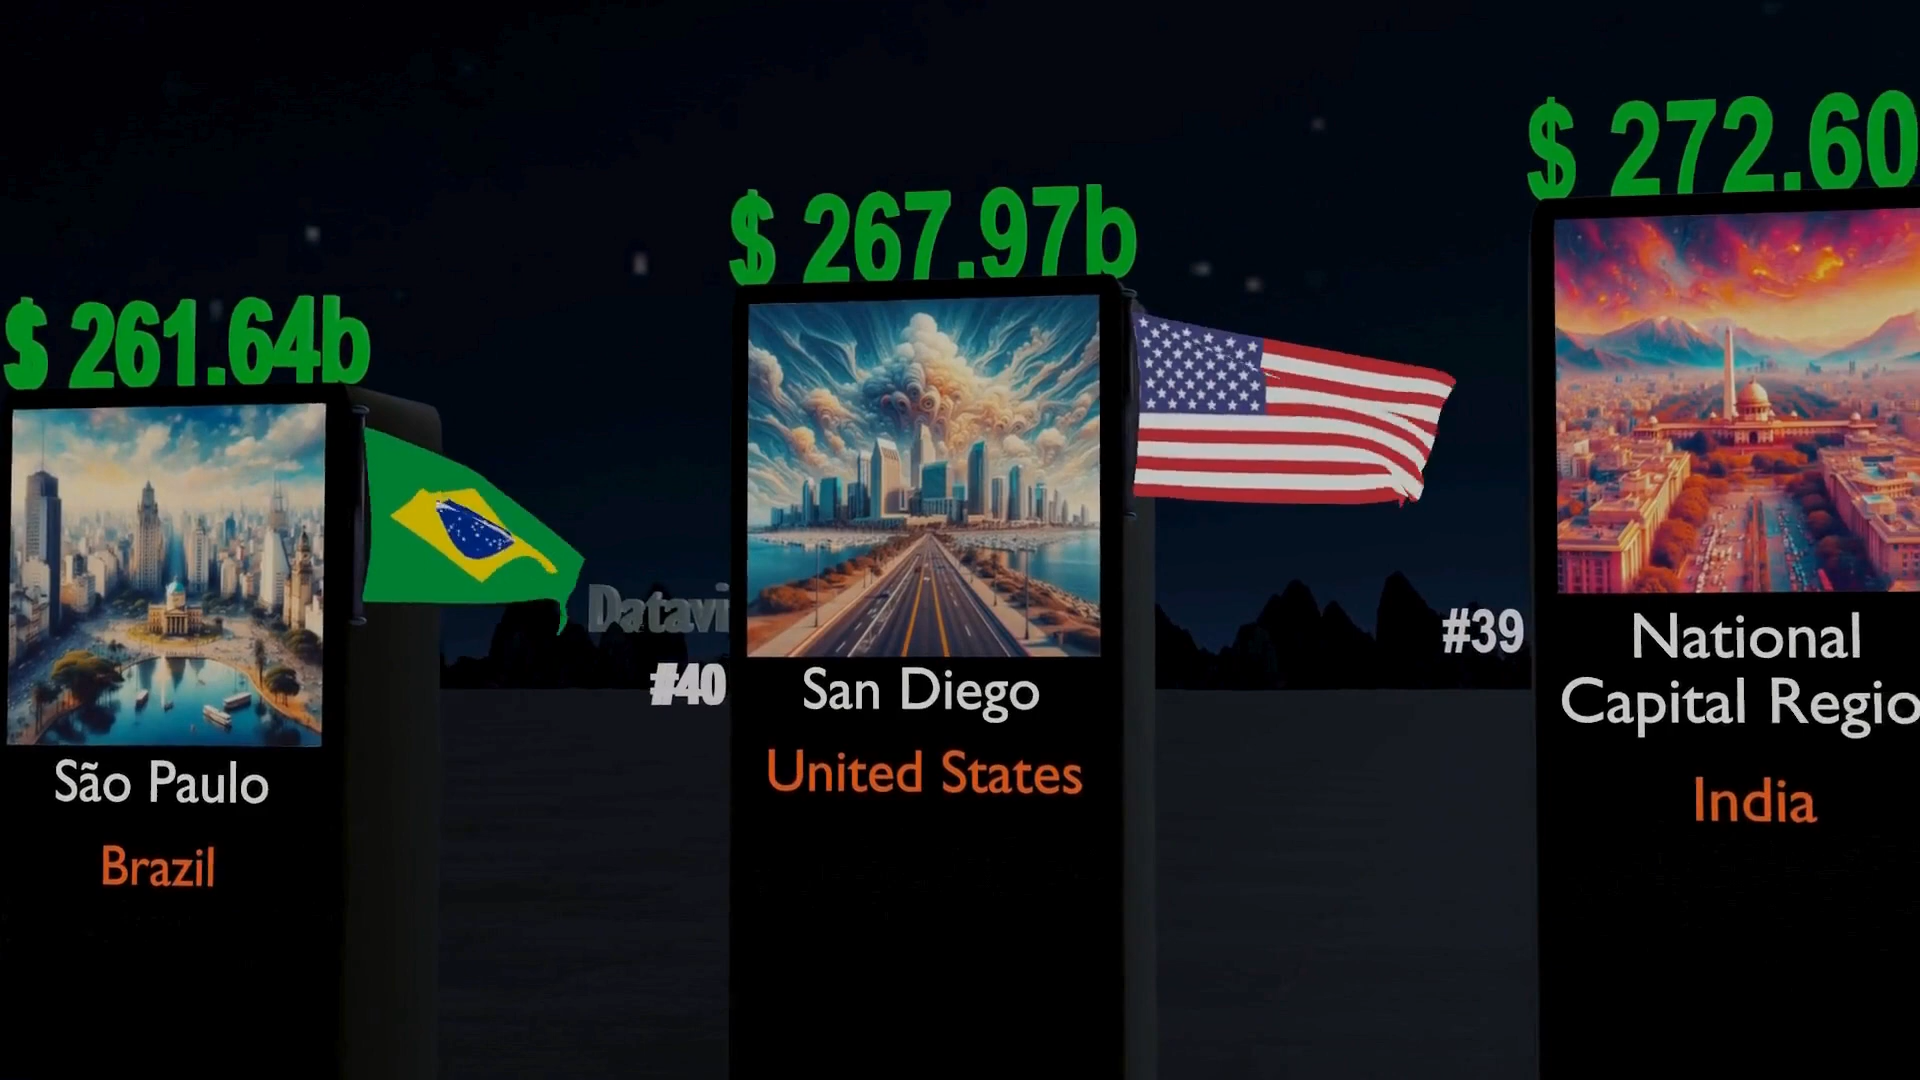 $ 261.64b
São Paulo
Brazil
Datavi
#40
$ 267.97b
San Diego
United States
#39
$ 272.60
National
Capital Regio
India